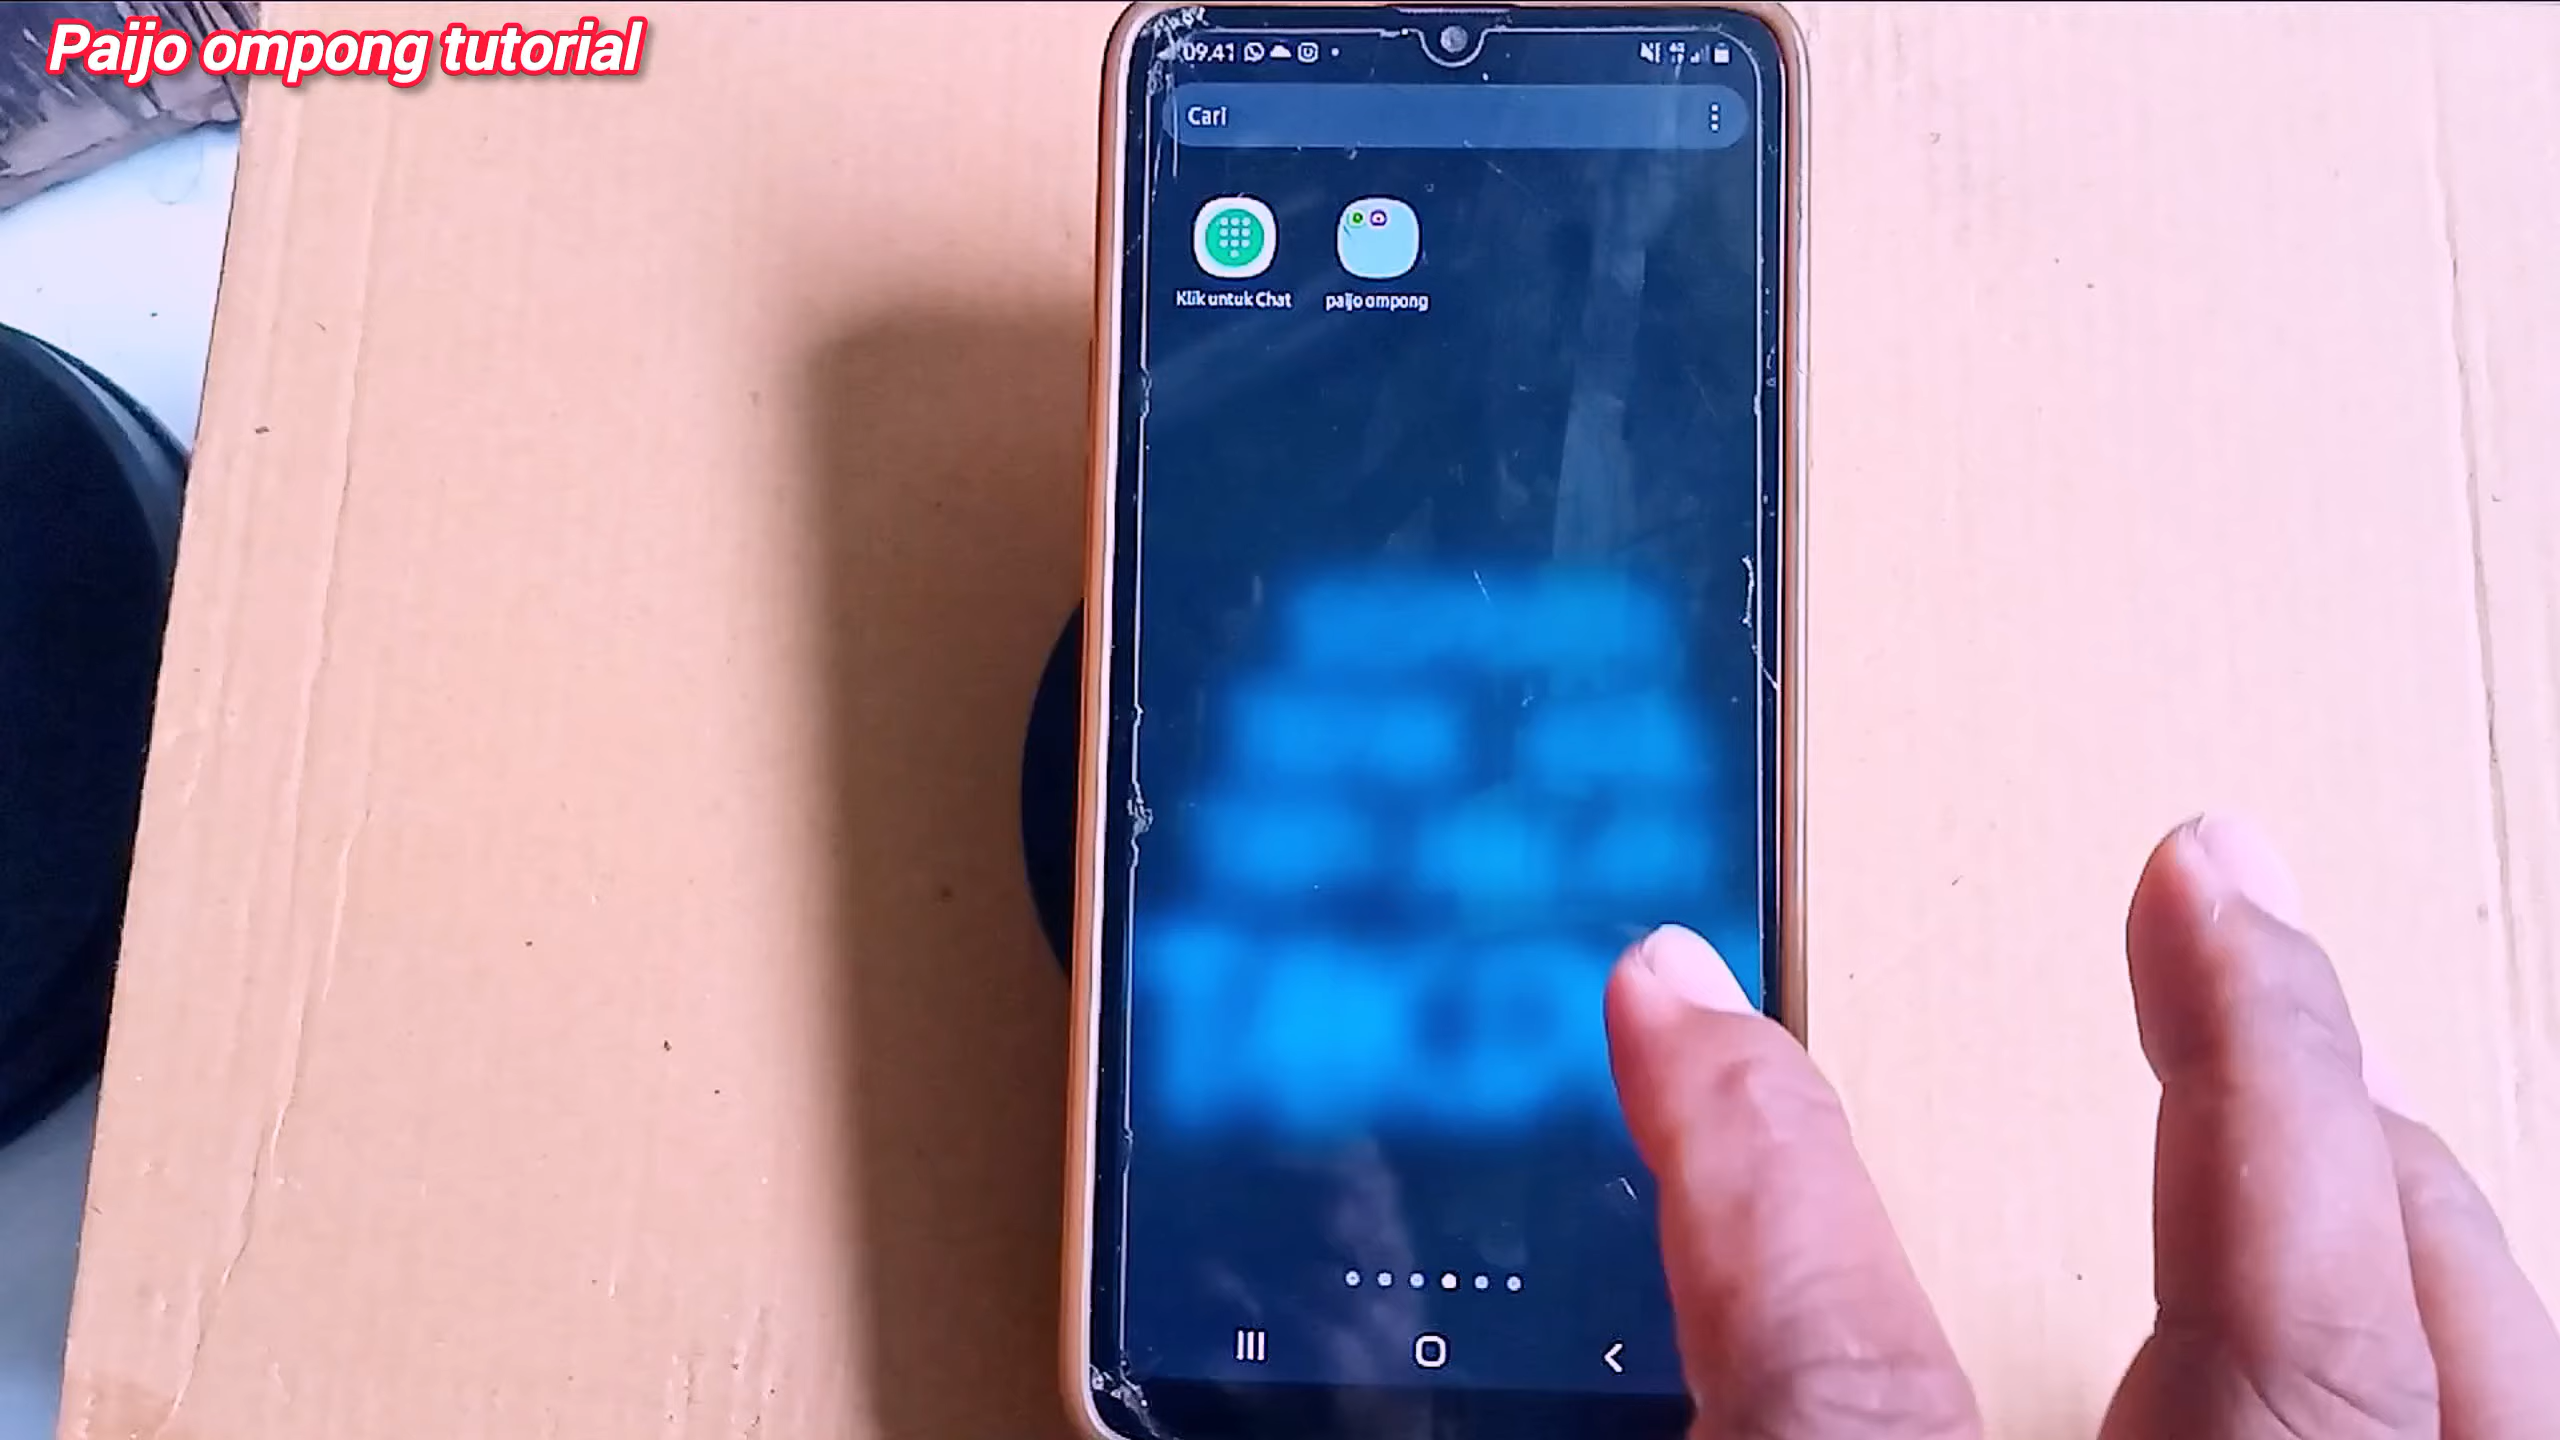 Paijo ompong tutorial
09.41
Cari
Klik untuk Chat
paijo ompong